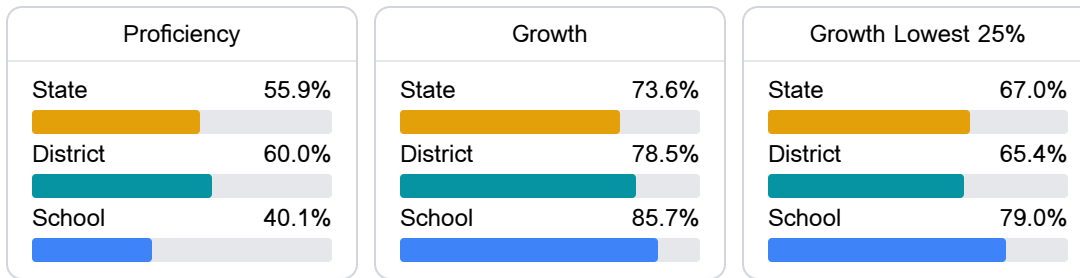 Proficiency
State 55.9%
District 60.0%
School 40.1%
Growth
State 73.6%
District 78.5%
School 85.7%
Growth Lowest 25%
State 67.0%
District 65.4%
School 79.0%